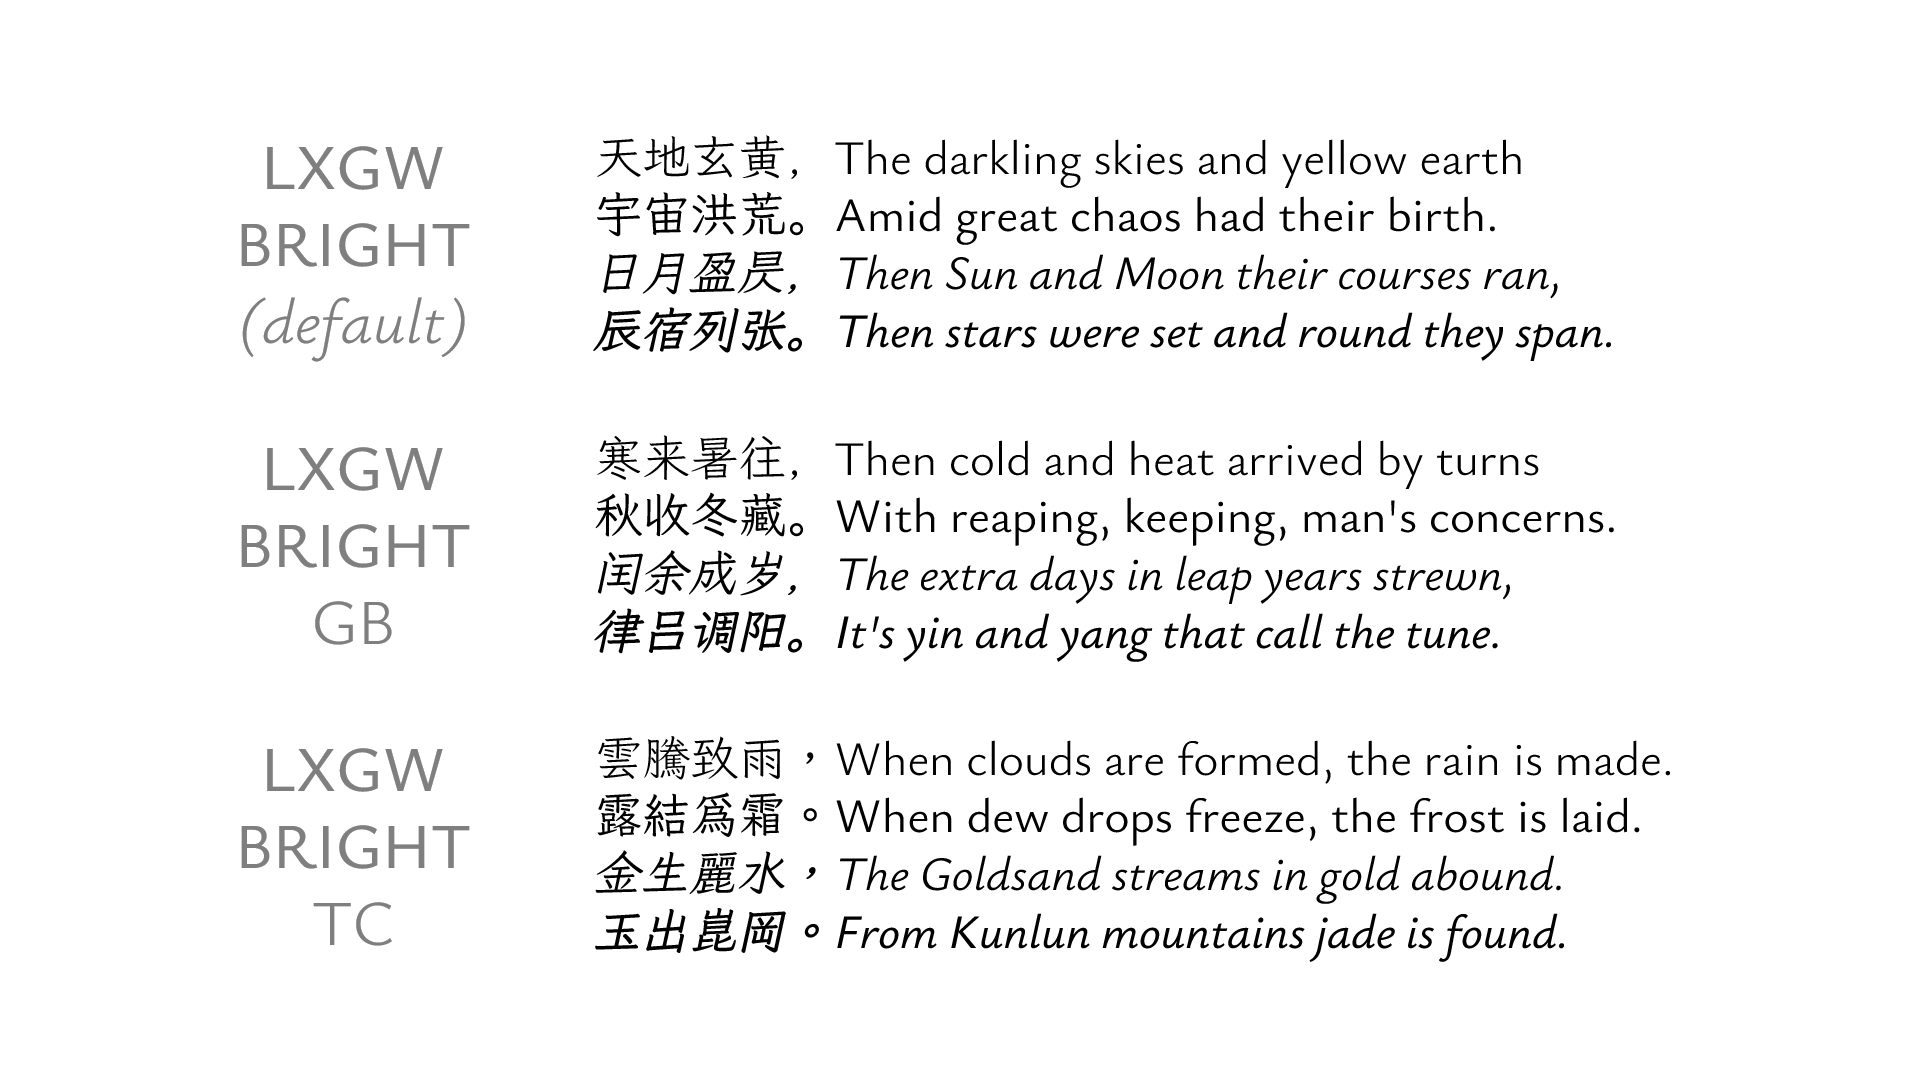 LXGW
BRIGHT
(default)
天地玄黄，The darkling skies and yellow earth
宇宙洪荒。Amid great chaos had their birth.
日月盈昃，Then Sun and Moon their courses ran,
辰宿列张。Then stars were set and round they span.
LXGW
BRIGHT
GB
寒来暑往，Then cold and heat arrived by turns
秋收冬藏。With reaping, keeping, man's concerns.
闰余成岁，The extra days in leap years strewn,
律吕调阳。It's yin and yang that call the tune.
LXGW
BRIGHT
TC
雲騰致雨，When clouds are formed, the rain is made.
露結爲霜。When dew drops freeze, the frost is laid.
金生麗水，The Goldsand streams in gold abound.
玉出崑岡。From Kunlun mountains jade is found.